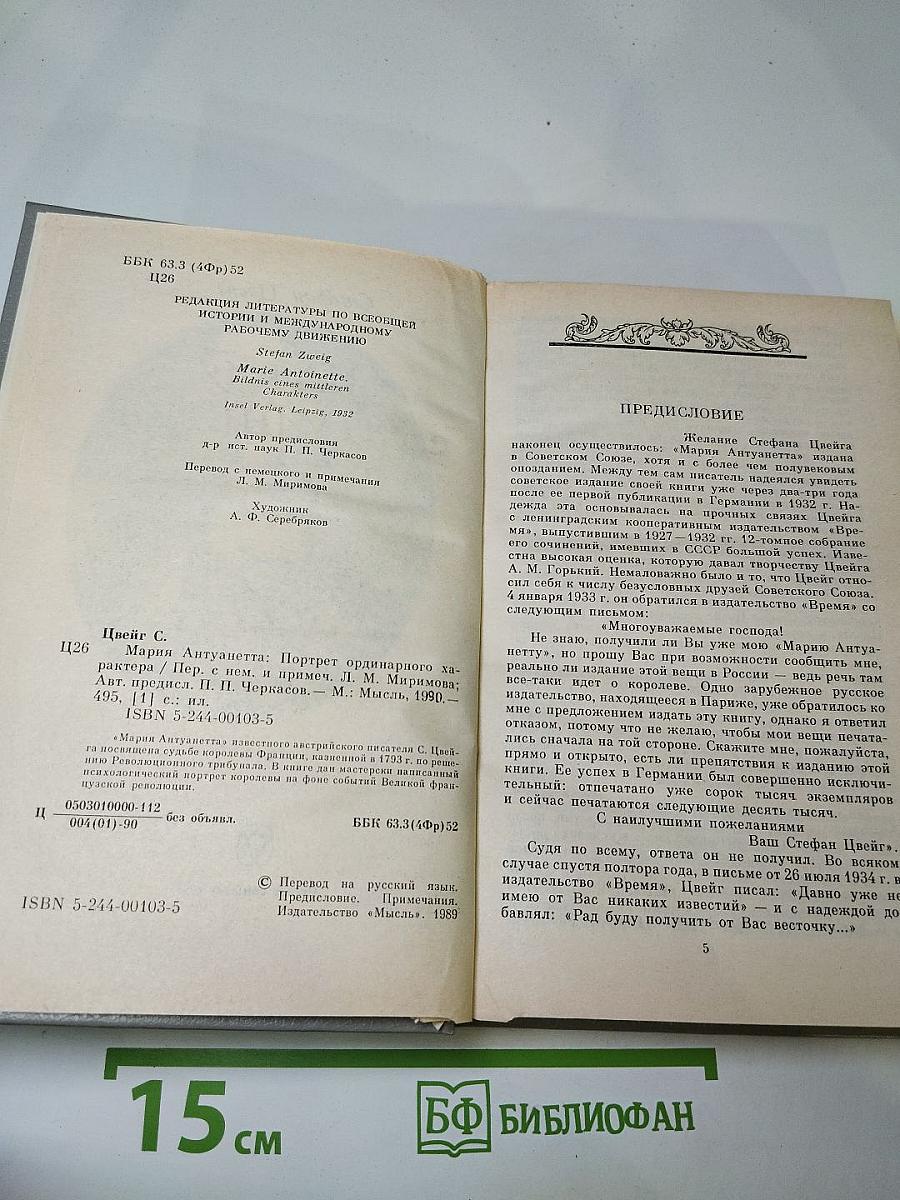 ББК 63.3 (4Фр)52
Ц26
РЕДАКЦИЯ ЛИТЕРАТУРЫ ПО ВСЕОБЩЕЙ
ИСТОРИИ И МЕЖДУНАРОДНОМУ
РАБОЧЕМУ ДВИЖЕНИЮ
Stefan Zweig
Marie Antoinette.
Bildnis eines mittleren
Charakters
Insel Verlag. Leipzig, 1932
Автор предисловия
д-р ист. наук П. П. Черкасов
Перевод с немецкого и примечания
Л. М. Миримова
Художник
А. Ф. Серебряков
Цвейг С.
Ц26 Мария Антуанетта: Портрет ординарного ха-
рактера / Пер. с нем. и примеч. Л. М. Миримова;
Авт. предисл. П. П. Черкасов. — М.: Мысль, 1990.—
495, [1] с.: ил.
ISBN 5-244-00103-5
«Мария Антуанетта» известного австрийского писателя С. Цвей-
га посвящена судьбе королевы Франции, казненной в 1793 г. по реше-
нию Революционного трибунала. В книге дан мастерски написанный
психологический портрет королевы на фоне событий Великой фран-
цузской революции.
Ц 0503010000-112 без объявл.
004(01)-90
ББК 63.3(4Фр)52
ISBN 5-244-00103-5
© Перевод на русский язык.
Предисловие. Примечания.
Издательство «Мысль». 1989
ПРЕДИСЛОВИЕ
Желание Стефана Цвейга
наконец осуществилось: «Мария Антуанетта» издана
в Советском Союзе, хотя и с более чем полувековым
опозданием. Между тем сам писатель надеялся увидеть
советское издание своей книги уже через два-три года
после ее первой публикации в Германии в 1932 г. На-
дежда эта основывалась на прочных связях Цвейга
с ленинградским кооперативным издательством «Вре-
мя», выпустившим в 1927—1932 гг. 12-томное собрание
его сочинений, имевших в СССР большой успех. Изве-
стна высокая оценка, которую давал творчеству Цвейга
А. М. Горький. Немаловажно было и то, что Цвейг отно-
сил себя к числу безусловных друзей Советского Союза.
4 января 1933 г. он обратился в издательство «Время» со
следующим письмом:
«Многоуважаемые господа!
Не знаю, получили ли Вы уже мою «Марию Антуа-
нетту», но прошу Вас при возможности сообщить мне,
реально ли издание этой вещи в России — ведь речь там
все-таки идет о королеве. Одно зарубежное русское
издательство, находящееся в Париже, уже обратилось ко
мне с предложением издать эту книгу, однако я ответил
отказом, потому что не желаю, чтобы мои вещи печата-
лись сначала на той стороне. Скажите мне, пожалуйста,
прямо и открыто, есть ли препятствия к изданию этой
книги. Ее успех в Германии был совершенно исключи-
тельный: отпечатано уже сорок тысяч экземпляров
и сейчас печатаются следующие десять тысяч.
С наилучшими пожеланиями
Ваш Стефан Цвейг».
Судя по всему, ответа он не получил. Во всяком
случае спустя полтора года, в письме от 26 июля 1934 г. в
издательство «Время», Цвейг писал: «Давно уже не
имею от Вас никаких известий» — и с надеждой до
бавлял: «Рад буду получить от Вас весточку...»
5
15 см
БФ БИБЛИОФАН